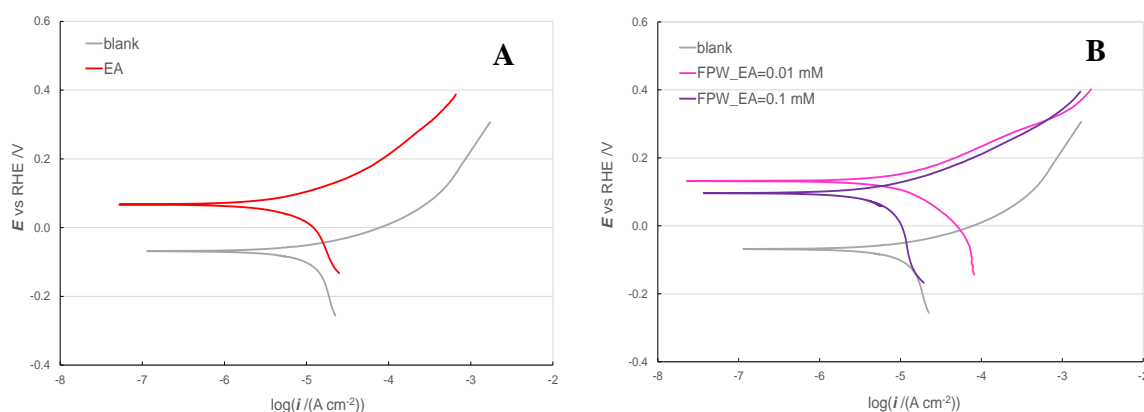 A
blank
EA
E vs RHE /V
0.6
0.4
0.2
0.0
-0.2
-0.4
-8 -7 -6 -5 -4 -3 -2
log(i /(A cm-2))
B
blank
FPW_EA=0.01 mM
FPW_EA=0.1 mM
E vs RHE /V
0.6
0.4
0.2
0.0
-0.2
-0.4
-8 -7 -6 -5 -4 -3 -2
log(i /(A cm-2))